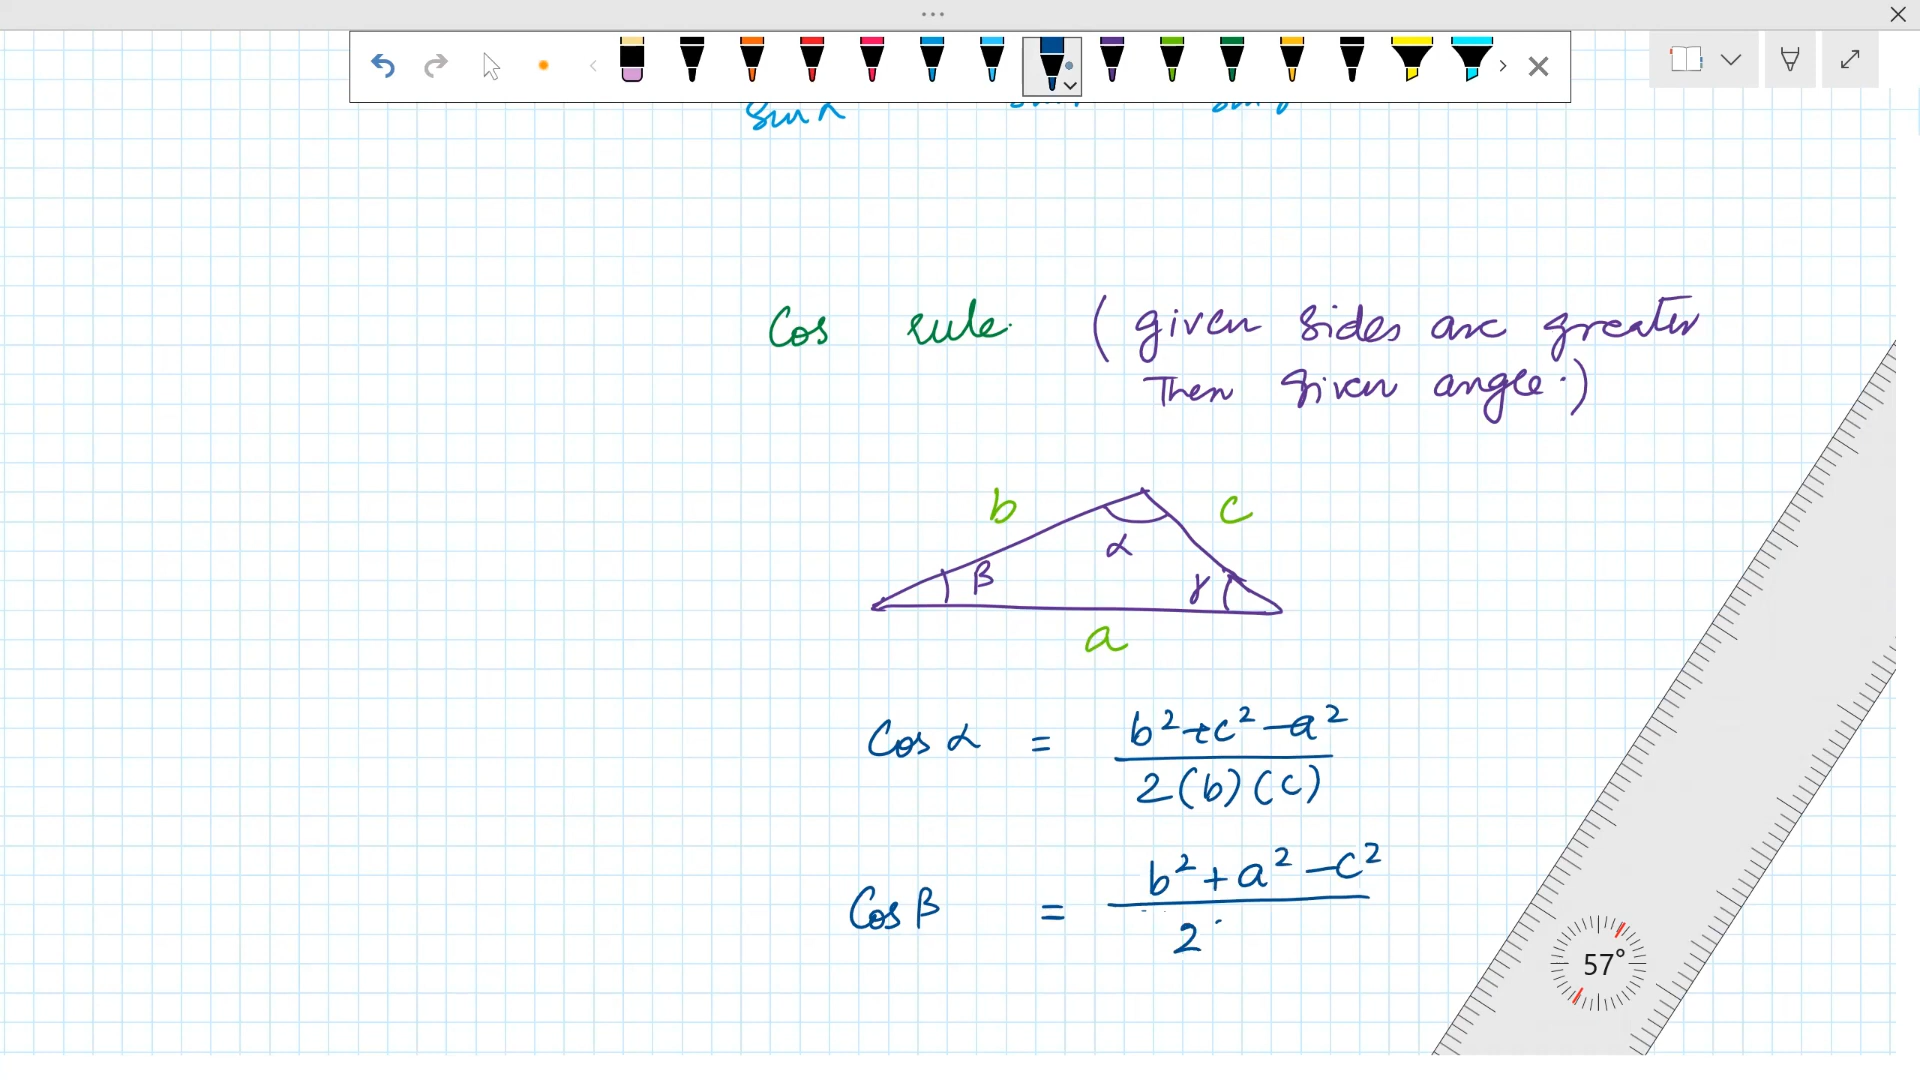 sin α
Cos rule. (given sides are greater
Then given angle.)
b
c
α
β
γ
a
Cos α = b² + c² - a² / 2(b)(c)
Cos β = b² + a² - c² / 2
57°